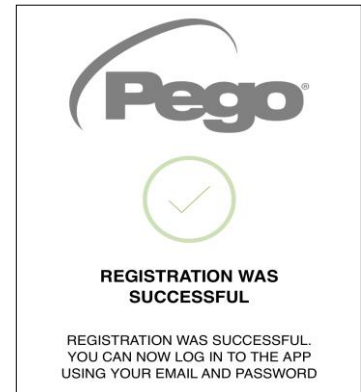 Pego®
REGISTRATION WAS
SUCCESSFUL
REGISTRATION WAS SUCCESSFUL.
YOU CAN NOW LOG IN TO THE APP
USING YOUR EMAIL AND PASSWORD